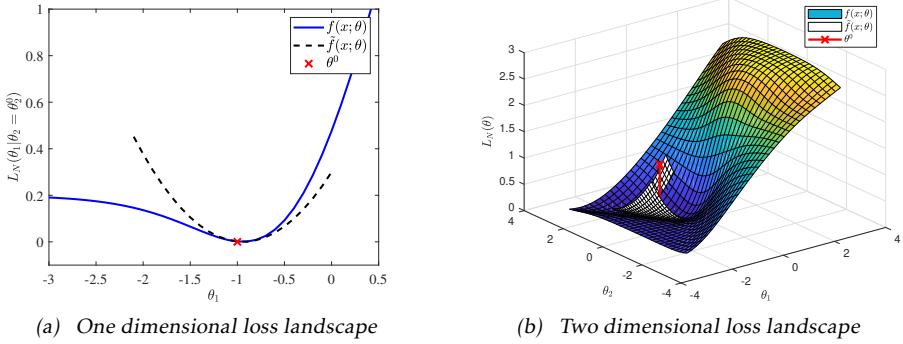 1
0.8
0.6
0.4
0.2
0
L_N(θ_1|θ_2 = θ_2^0)
-3
-2.5
-2
-1.5
-1
-0.5
0
0.5
θ_1
f(x; θ)
f̃(x; θ)
θ^0
(a) One dimensional loss landscape
3
2.5
2
1.5
1
0.5
0
L_N(θ)
4
2
0
-2
-4
θ_2
-4
-2
0
2
4
θ_1
f(x; θ)
f̃(x; θ)
θ^0
(b) Two dimensional loss landscape